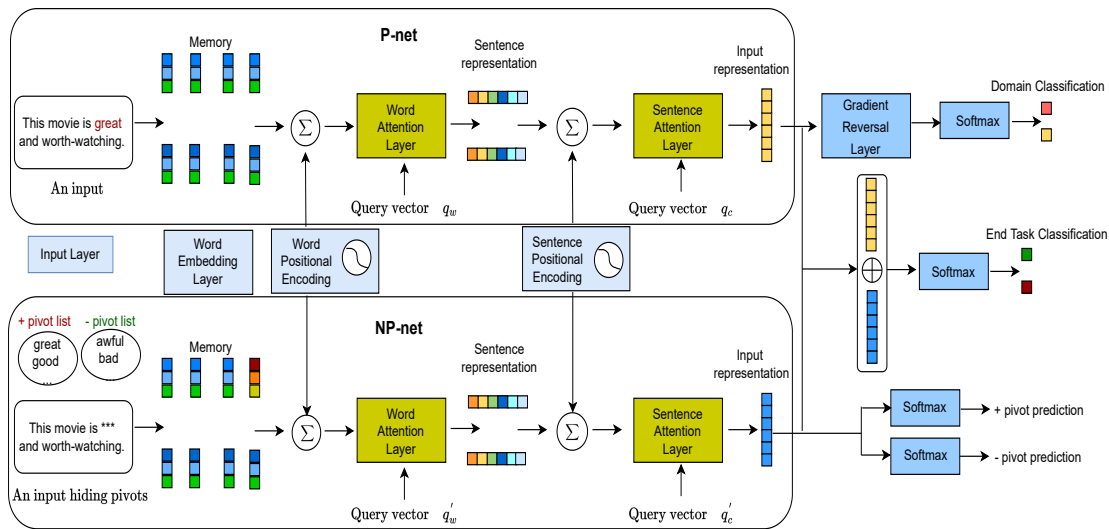 P-net
Memory
Sentence
representation
Input
representation
This movie is great
and worth-watching.
An input
Σ
Word
Attention
Layer
Σ
Sentence
Attention
Layer
Query vector q_w
Query vector q_c
Gradient
Reversal
Layer
Softmax
Domain Classification
Input Layer
Word
Embedding
Layer
Word
Positional
Encoding
Sentence
Positional
Encoding
End Task Classification
Softmax
NP-net
+ pivot list
great
good
...
- pivot list
awful
bad
Memory
Sentence
representation
Input
representation
This movie is ***
and worth-watching.
An input hiding pivots
Σ
Word
Attention
Layer
Σ
Sentence
Attention
Layer
Query vector q'_w
Query vector q'_c
Softmax
+ pivot prediction
Softmax
- pivot prediction